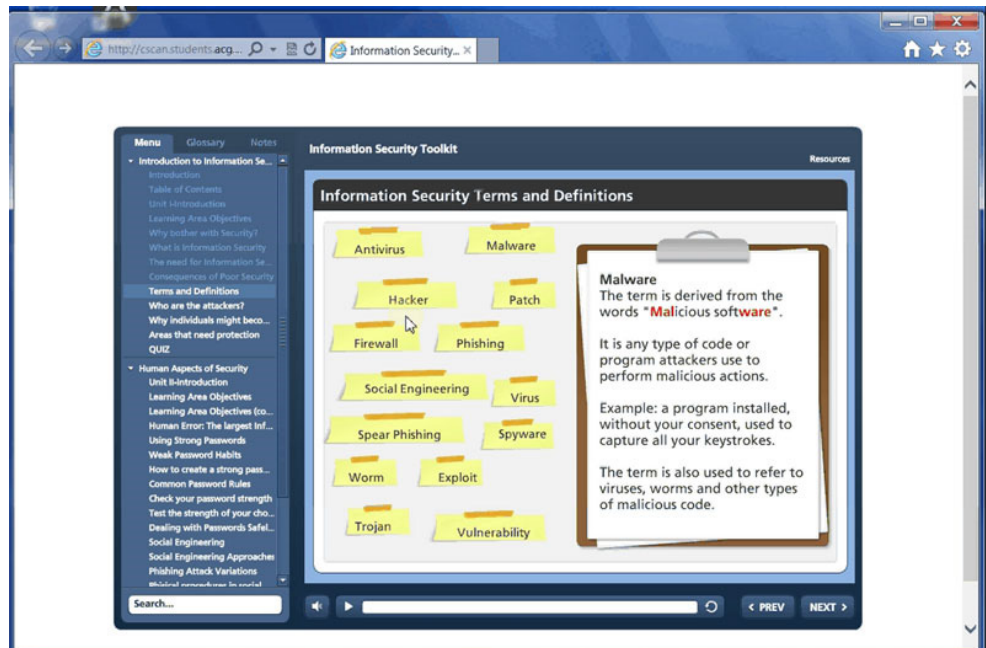 http://cscan.students.acg...
Information Security...
Menu Glossary Notes
Information Security Toolkit
Resources
Introduction to Information Se...
Introduction
Table of Contents
Unit I-Introduction
Learning Area Objectives
Why bother with Security?
What is Information Security
The need for Information Se...
Consequences of Poor Security
Terms and Definitions
Who are the attackers?
Why individuals might beco...
Areas that need protection
QUIZ
Human Aspects of Security
Unit II-Introduction
Learning Area Objectives
Learning Area Objectives (co...
Human Error: The largest Inf...
Using Strong Passwords
Weak Password Habits
How to create a strong pass...
Common Password Rules
Check your password strength
Test the strength of your cho...
Dealing with Passwords Safel...
Social Engineering
Social Engineering Approaches
Phishing Attack Variations
Search...
Information Security Terms and Definitions
Antivirus Malware
Hacker Patch
Firewall Phishing
Social Engineering Virus
Spear Phishing Spyware
Worm Exploit
Trojan Vulnerability
Malware
The term is derived from the
words "Malicious software".
It is any type of code or
program attackers use to
perform malicious actions.
Example: a program installed,
without your consent, used to
capture all your keystrokes.
The term is also used to refer to
viruses, worms and other types
of malicious code.
< PREV NEXT >